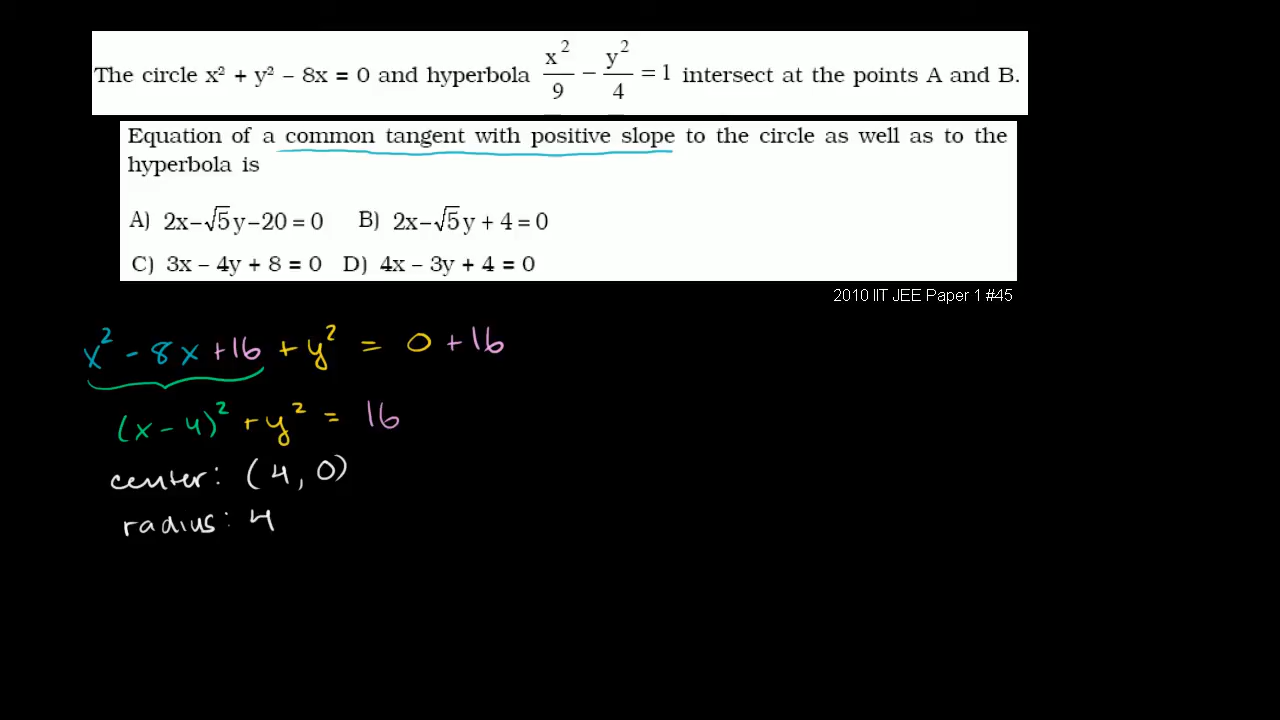 The circle x² + y² – 8x = 0 and hyperbola x²/9 − y²/4 = 1 intersect at the points A and B.
Equation of a common tangent with positive slope to the circle as well as to the
hyperbola is
A) 2x−√5y−20 = 0 B) 2x−√5y + 4 = 0
C) 3x − 4y + 8 = 0 D) 4x − 3y + 4 = 0
2010 IIT JEE Paper 1 #45
x² - 8x +16 + y² = 0 +16
(x - 4)² + y² = 16
center: (4, 0)
radius: 4